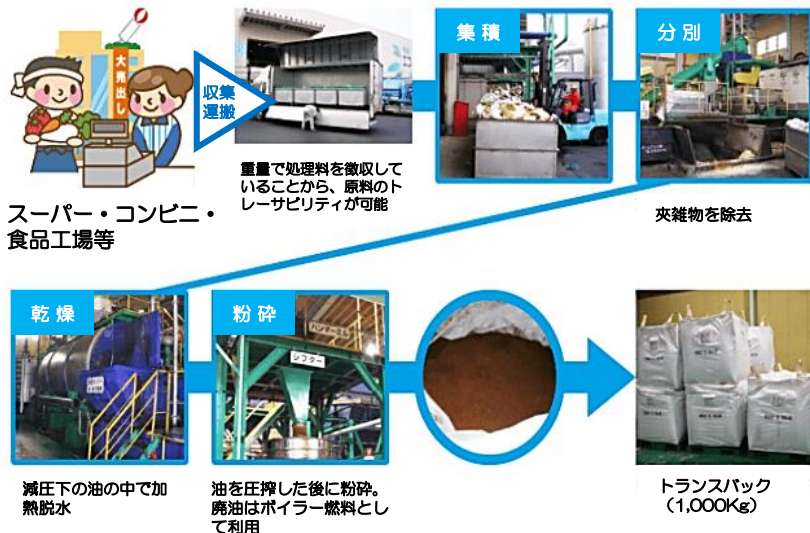 大売出し
収集
運搬
集積
分別
重量で処理料を徴収して
いることから、原料のト
レーサビリティが可能
スーパー・コンビニ・
食品工場等
夾雑物を除去
乾燥
粉砕
ハンマーミル
シフター
減圧下の油の中で加
熱脱水
油を圧搾した後に粉砕。
廃油はボイラー燃料とし
て利用
トランスパック
（1,000Kg）